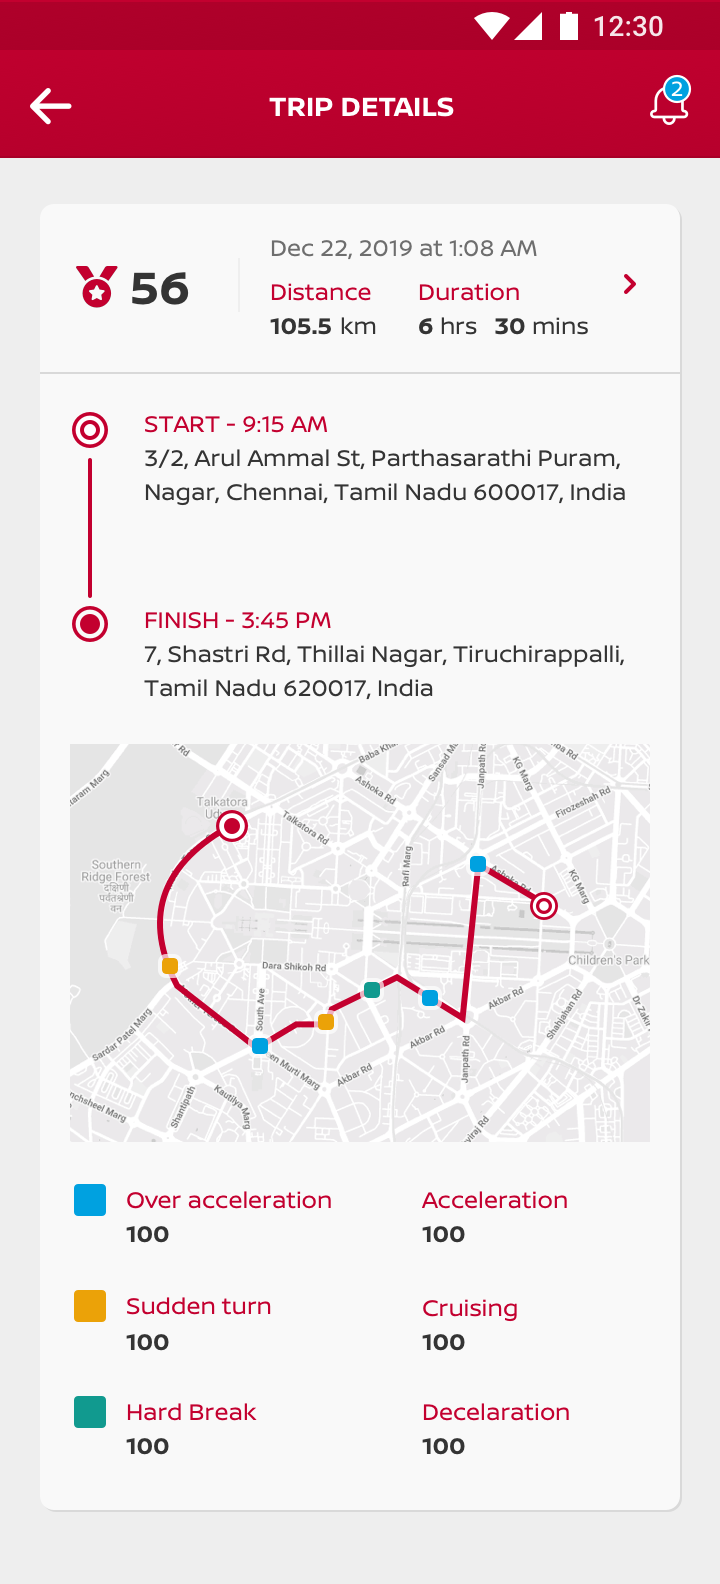 12:30
TRIP DETAILS
2
56
Dec 22, 2019 at 1:08 AM
Distance Duration
105.5 km 6 hrs 30 mins
START - 9:15 AM
3/2, Arul Ammal St, Parthasarathi Puram,
Nagar, Chennai, Tamil Nadu 600017, India
FINISH - 3:45 PM
7, Shastri Rd, Thillai Nagar, Tiruchirappalli,
Tamil Nadu 620017, India
Rd
Baba
Sansad
Janpath Rd
KG Marg
Rd
Marg
Ashoka Rd
Firozeshah Rd
Talkatora
Talkatora Rd
Rafi Marg
Ashoka Rd
KG Marg
Southern
Ridge Forest
दक्षिणी
पर्वतश्रेणी
वन
Children's Park
Dara Shikoh Rd
South Ave
Akbar Rd
Shahjahan Rd
Dr Zakir
Sardar Patel Marg
Akbar Rd
Janpath Rd
Murti Marg
Akbar Rd
Marg
Shantipath
Kautilya Marg
Rd
Over acceleration Acceleration
100 100
Sudden turn Cruising
100 100
Hard Break Decelaration
100 100